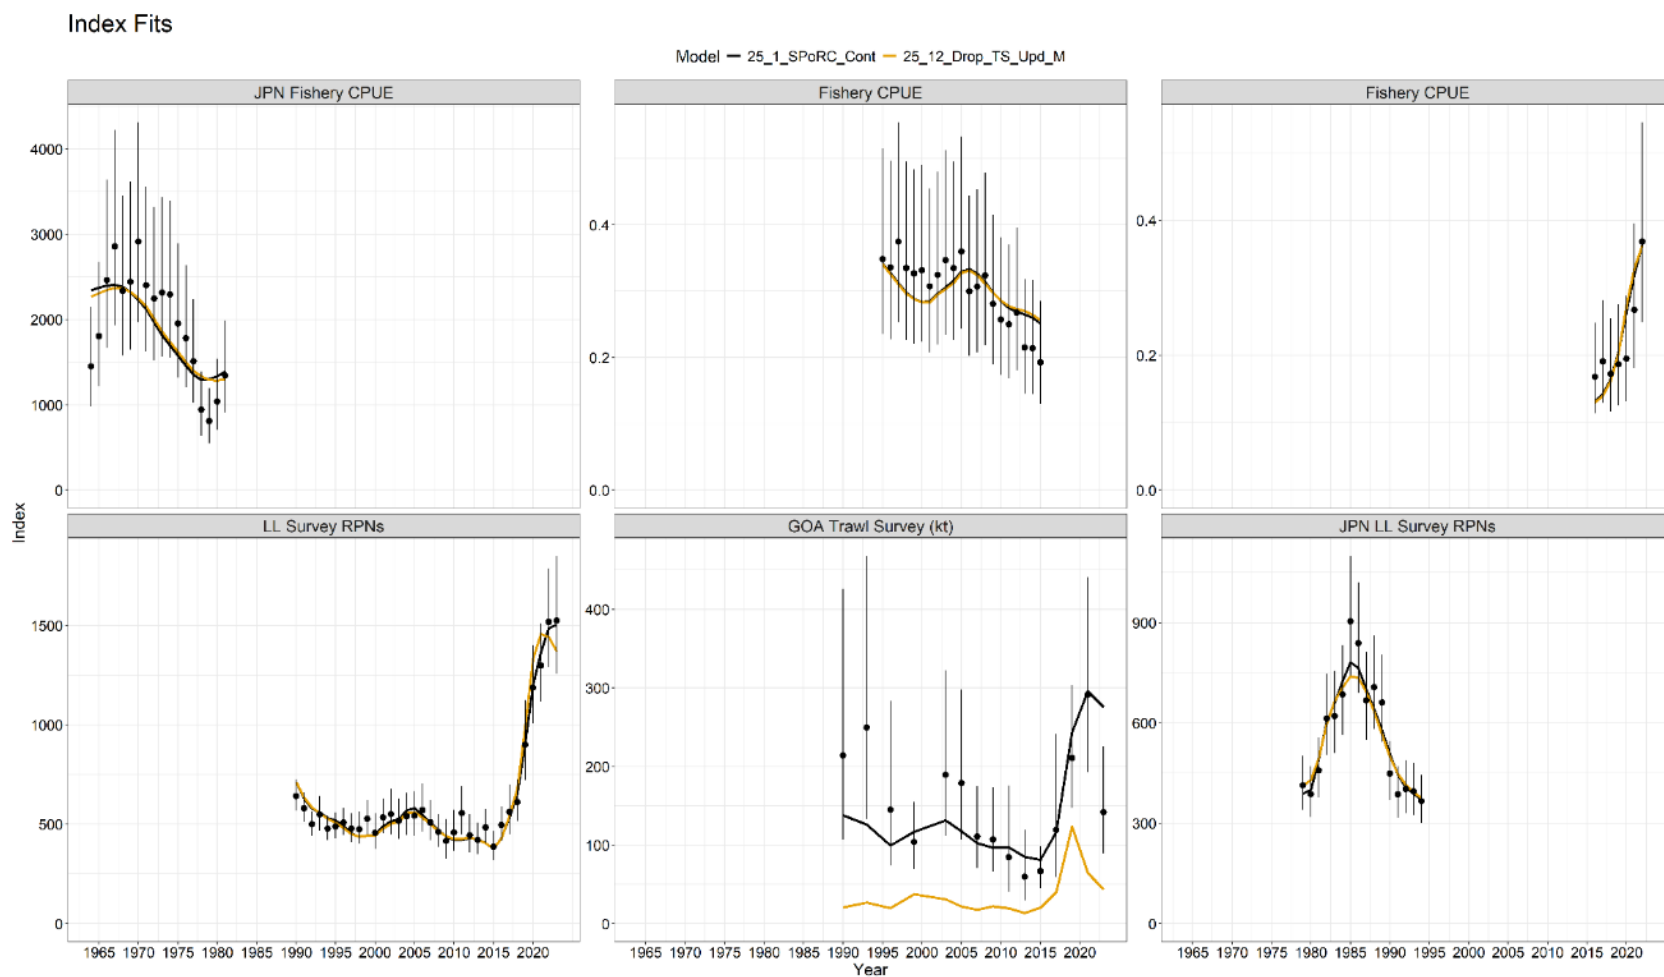 Index Fits
Model 25_1_SPoRC_Cont 25_12_Drop_TS_Upd_M
JPN Fishery CPUE
Fishery CPUE
Fishery CPUE
4000
3000
2000
1000
0
0.4
0.2
0.0
0.4
0.2
0.0
Index
LL Survey RPNs
GOA Trawl Survey (kt)
JPN LL Survey RPNs
1500
1000
500
0
400
300
200
100
0
900
600
300
0
1965 1970 1975 1980 1985 1990 1995 2000 2005 2010 2015 2020
1965 1970 1975 1980 1985 1990 1995 2000 2005 2010 2015 2020
1965 1970 1975 1980 1985 1990 1995 2000 2005 2010 2015 2020
Year